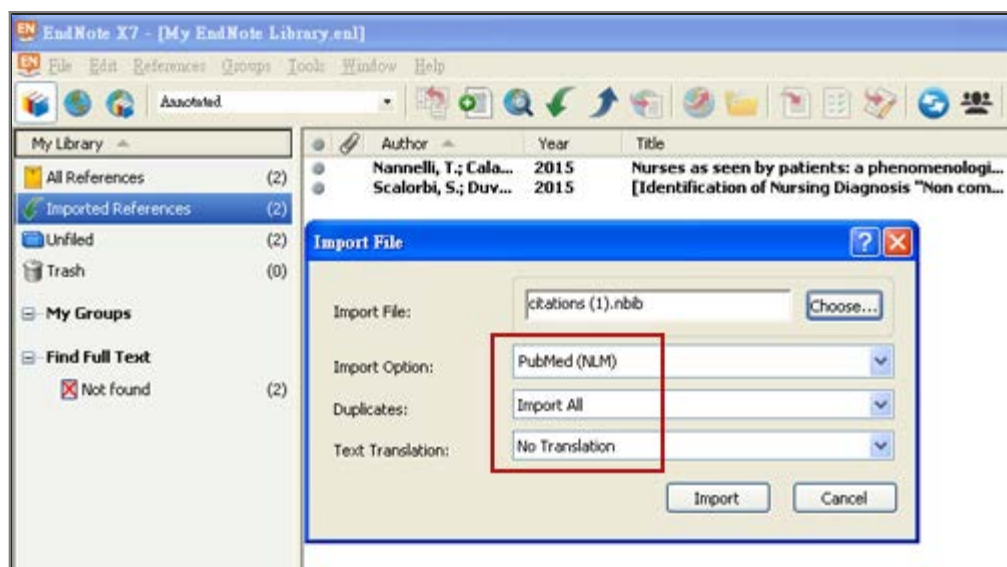 EndNote X7 - [My EndNote Library.enl]
File Edit References Groups Tools Window Help
Annotated
My Library
Author Year Title
All References (2)
Nannelli, T.; Cala... 2015 Nurses as seen by patients: a phenomenologi...
Scalorbi, S.; Duv... 2015 [Identification of Nursing Diagnosis "Non com...
Imported References (2)
Unfiled (2)
Trash (0)
My Groups
Find Full Text
Not found (2)
Import File
Import File: citations (1).nbib Choose...
Import Option: PubMed (NLM)
Duplicates: Import All
Text Translation: No Translation
Import Cancel